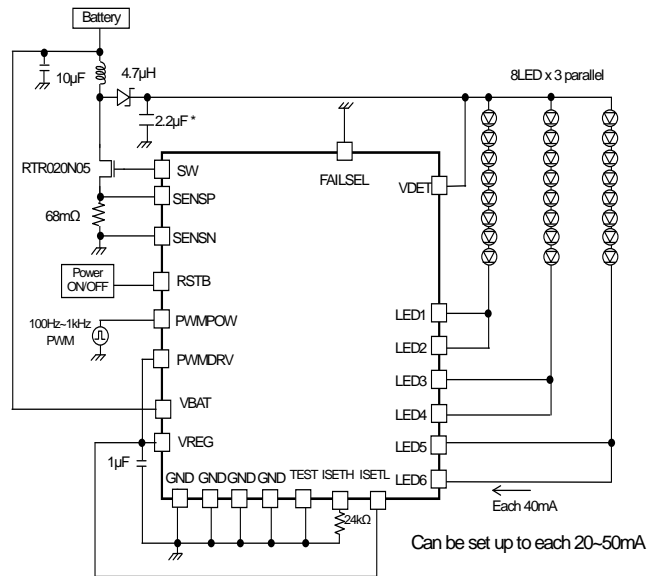 Battery
10µF
4.7µH
8LED x 3 parallel
2.2µF *
RTR020N05
SW
FAILSEL
VDET
SENSP
68mΩ
SENSN
Power
ON/OFF
RSTB
LED1
100Hz~1kHz
PWM
PWMPOW
LED2
PWMDRV
LED3
VBAT
LED4
VREG
LED5
1µF
GND GND GND GND TEST ISETH ISETL
LED6
Each 40mA
24kΩ
Can be set up to each 20~50mA